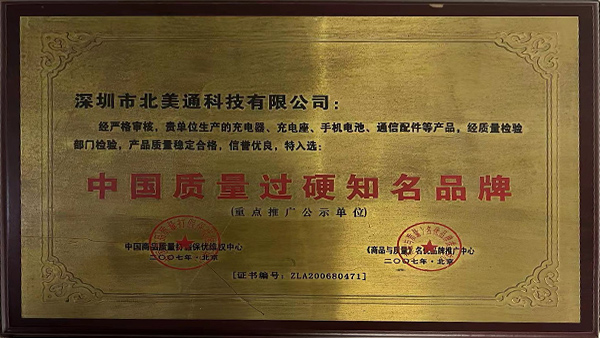 深圳市北美通科技有限公司：
经严格审核，贵单位生产的充电器、充电座、手机电池、通信配件等产品，经质量检验
部门检验，产品质量稳定合格，信誉优良，特入选：
中国质量过硬知名品牌
(重点推广公示单位)
中国商品质量打假保优维权中心
《商品与质量》名优品牌推广中心
二〇〇七年·北京
二〇〇七年·北京
[证书编号：ZLA200680471]